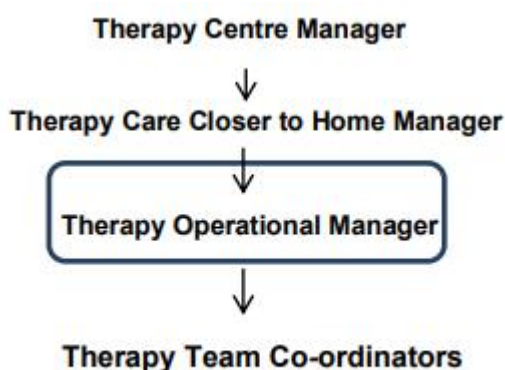 Therapy Centre Manager
Therapy Care Closer to Home Manager
Therapy Operational Manager
Therapy Team Co-ordinators